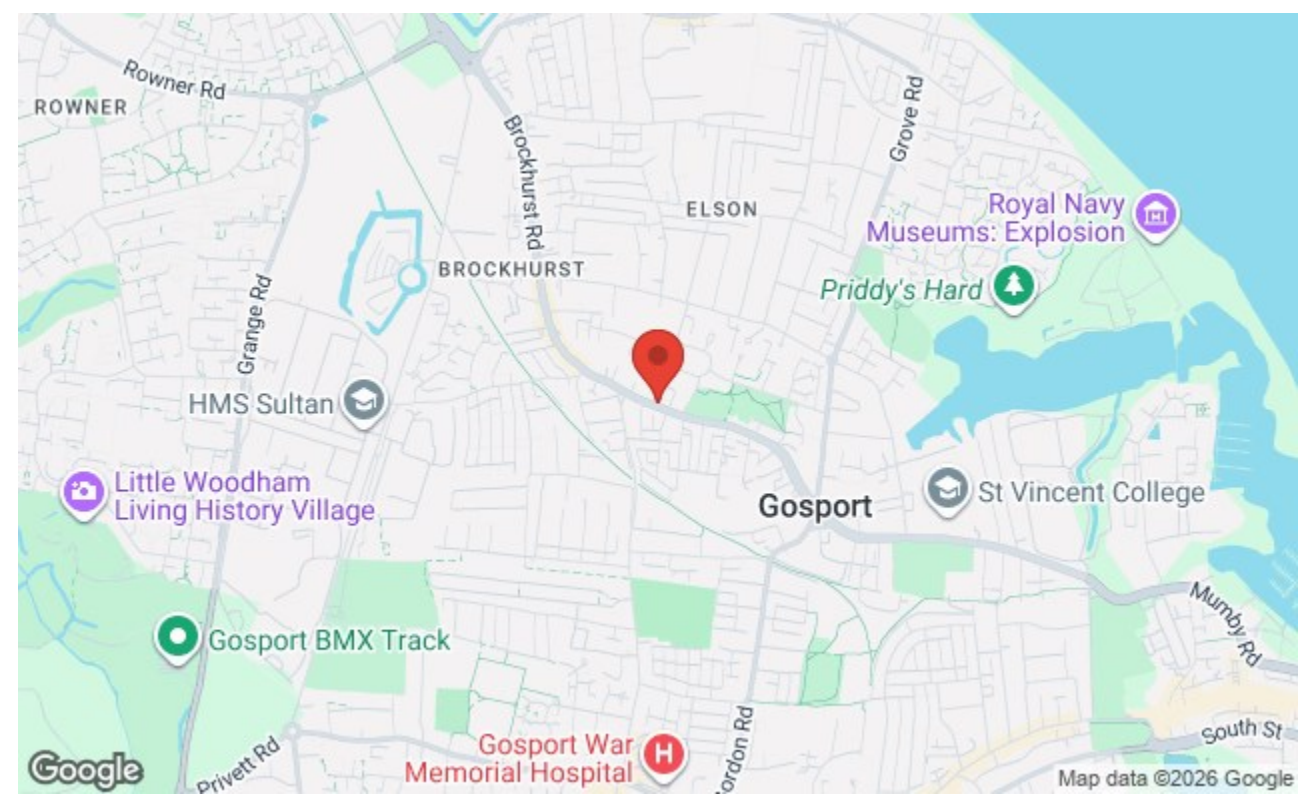 Rowner Rd
ROWNER
Brockhurst Rd
Grove Rd
ELSON
Royal Navy
Museums: Explosion
BROCKHURST
Priddy's Hard
Grange Rd
HMS Sultan
Little Woodham
Living History Village
St Vincent College
Gosport
Mumby Rd
Gosport BMX Track
Gosport War
Memorial Hospital
H
Gordon Rd
South St
Privett Rd
Google
Map data ©2026 Google